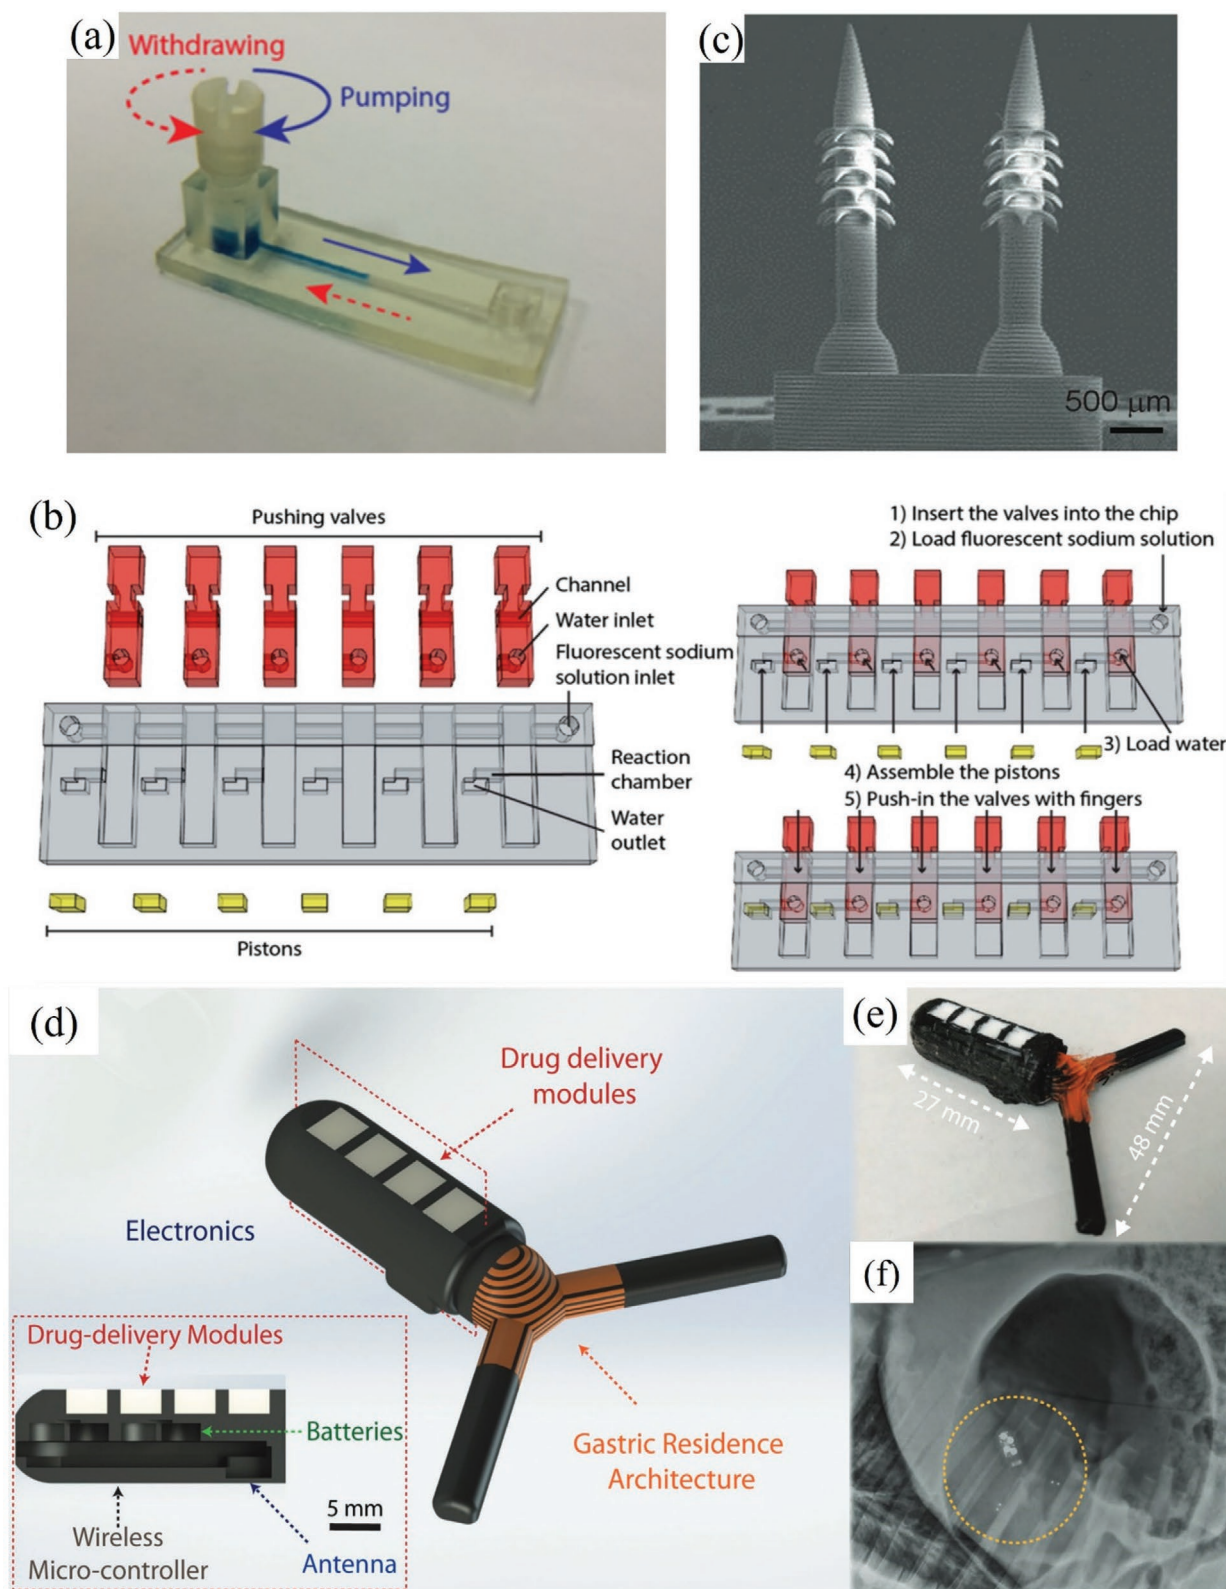 (a)
Withdrawing
Pumping
(c)
500 μm
(b)
Pushing valves
Channel
Water inlet
Fluorescent sodium
solution inlet
Reaction
chamber
Water
outlet
Pistons
1) Insert the valves into the chip
2) Load fluorescent sodium solution
3) Load water
4) Assemble the pistons
5) Push-in the valves with fingers
(d)
Drug delivery
modules
Electronics
Drug-delivery Modules
Batteries
5 mm
Wireless
Micro-controller
Antenna
Gastric Residence
Architecture
(e)
27 mm
48 mm
(f)